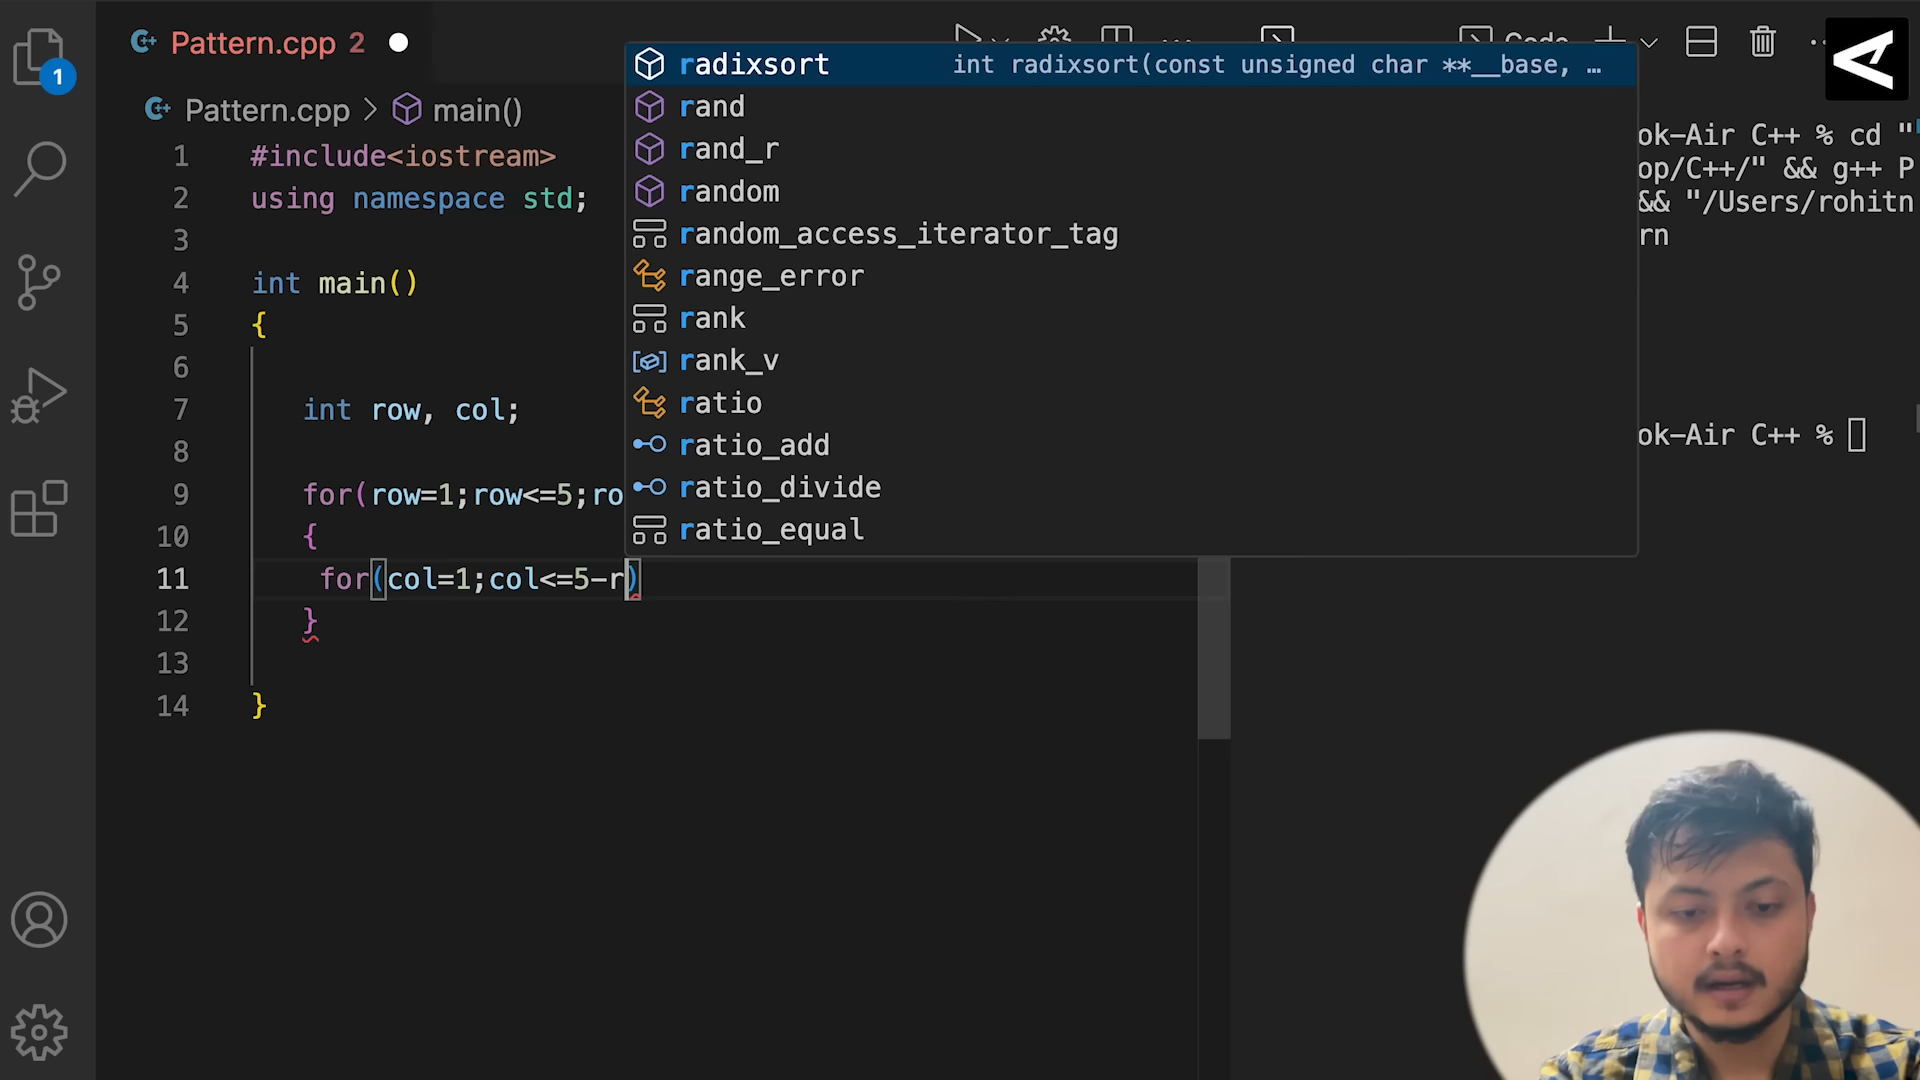 Pattern.cpp 2
Code
1
Pattern.cpp > main()
1 #include<iostream>
2 using namespace std;
3
4 int main()
5 {
6
7 int row, col;
8
9 for(row=1;row<=5;ro
10 {
11 for(col=1;col<=5-r)
12 }
13
14 }
radixsort int radixsort(const unsigned char **__base, …
rand
rand_r
random
random_access_iterator_tag
range_error
rank
rank_v
ratio
ratio_add
ratio_divide
ratio_equal
ok-Air C++ % cd "
op/C++/" && g++ P
&& "/Users/rohitn
rn
ok-Air C++ %